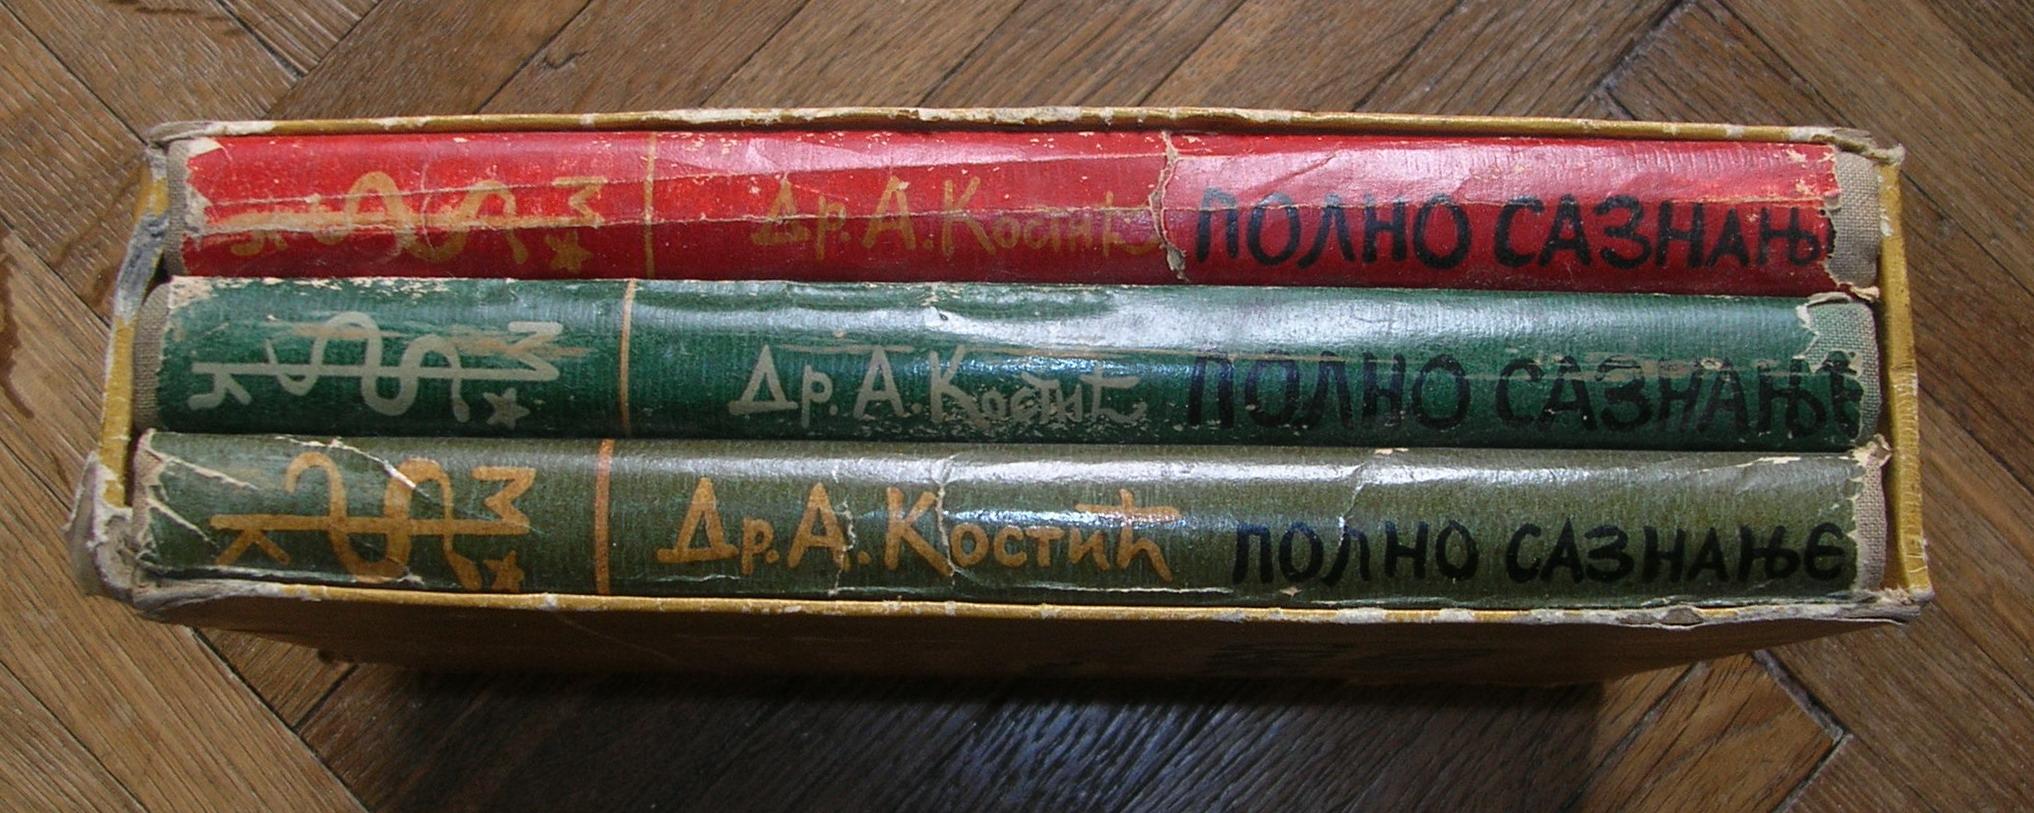 Др. А. Костић ПОЛНО САЗНАЊ
К М Др. А. Костић ПОЛНО САЗНАЊЕ
К М Др. А. Костић ПОЛНО САЗНАЊЕ